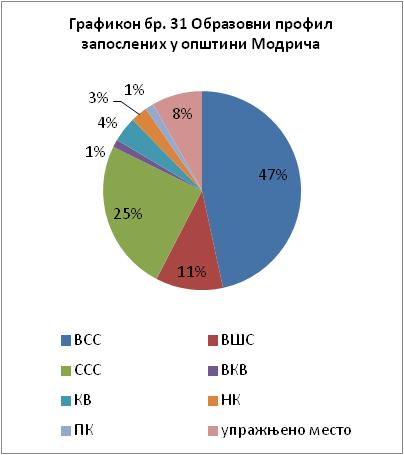 Графикон бр. 31 Образовни профил
запослених у општини Модрича
1%
3%
8%
4%
1%
47%
25%
11%
ВСС
ВШС
ССС
ВКВ
КВ
НК
ПК
упражњено место